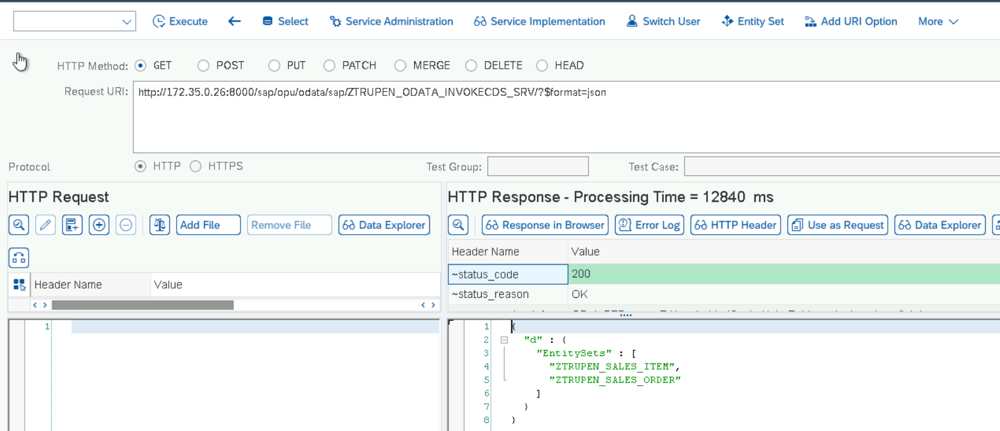 Execute Select Service Administration Service Implementation Switch User Entity Set Add URI Option More
HTTP Method: GET POST PUT PATCH MERGE DELETE HEAD
Request URI: http://172.35.0.26:8000/sap/opu/odata/sap/ZTRUPEN_ODATA_INVOKECDS_SRV/?$format=json
Protocol HTTP HTTPS Test Group: Test Case:
HTTP Request
Add File Remove File Data Explorer
Header Name Value
1
HTTP Response - Processing Time = 12840 ms
Response in Browser Error Log HTTP Header Use as Request Data Explorer
Header Name Value
~status_code 200
~status_reason OK
1 {
2 "d" : {
3 "EntitySets" : [
4 "ZTRUPEN_SALES_ITEM",
5 "ZTRUPEN_SALES_ORDER"
6 ]
7 }
8 }